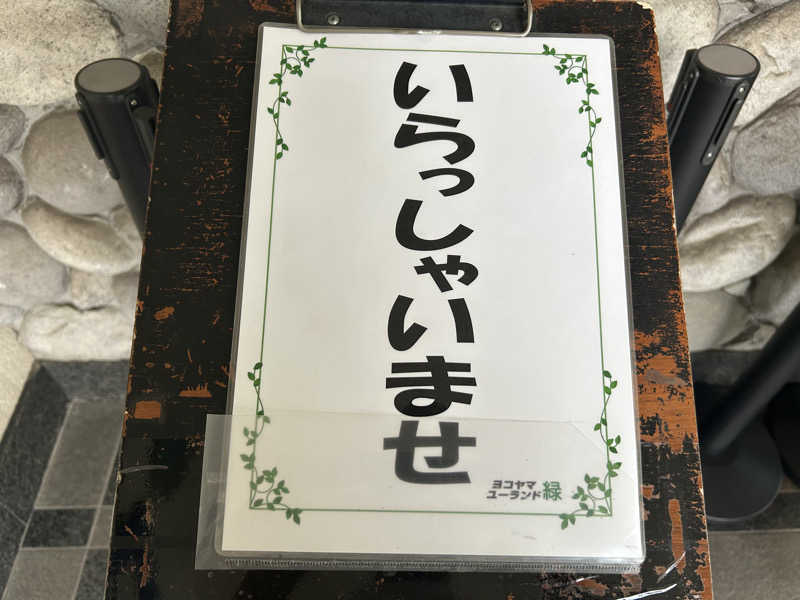 いらっしゃいませ
ヨコヤマ
ユーランド緑